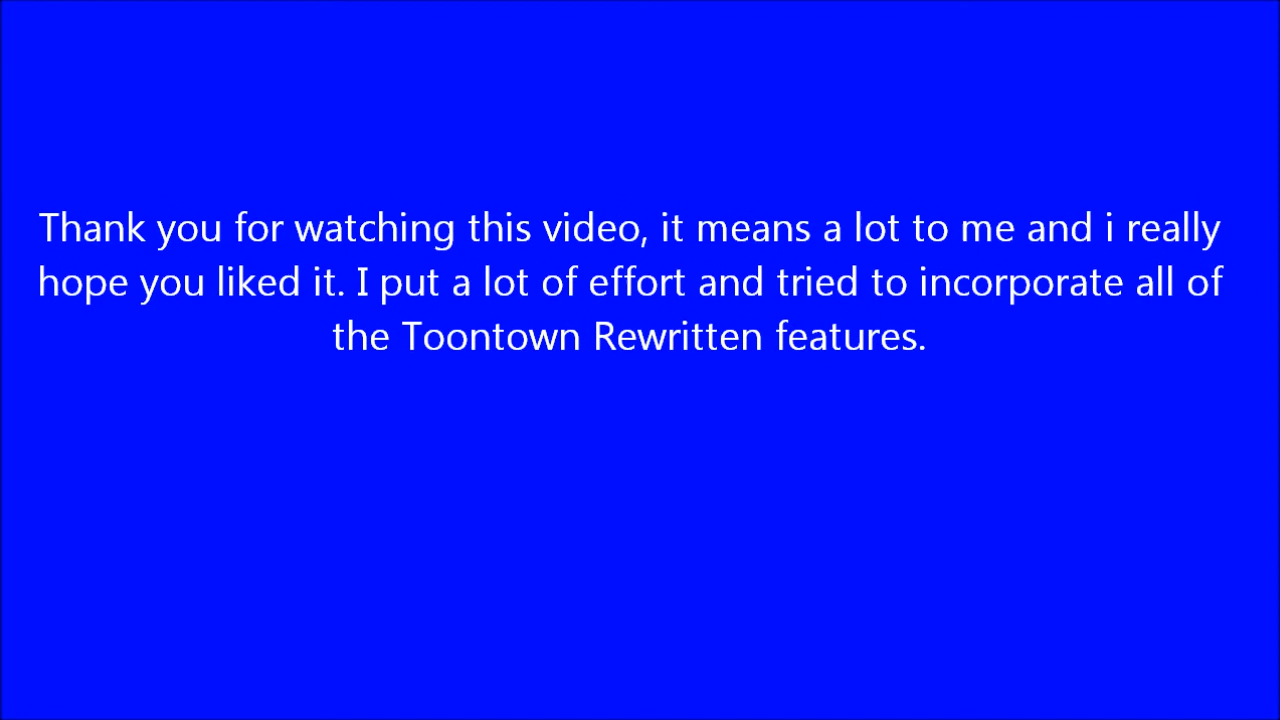 Thank you for watching this video, it means a lot to me and i really
hope you liked it. I put a lot of effort and tried to incorporate all of
the Toontown Rewritten features.